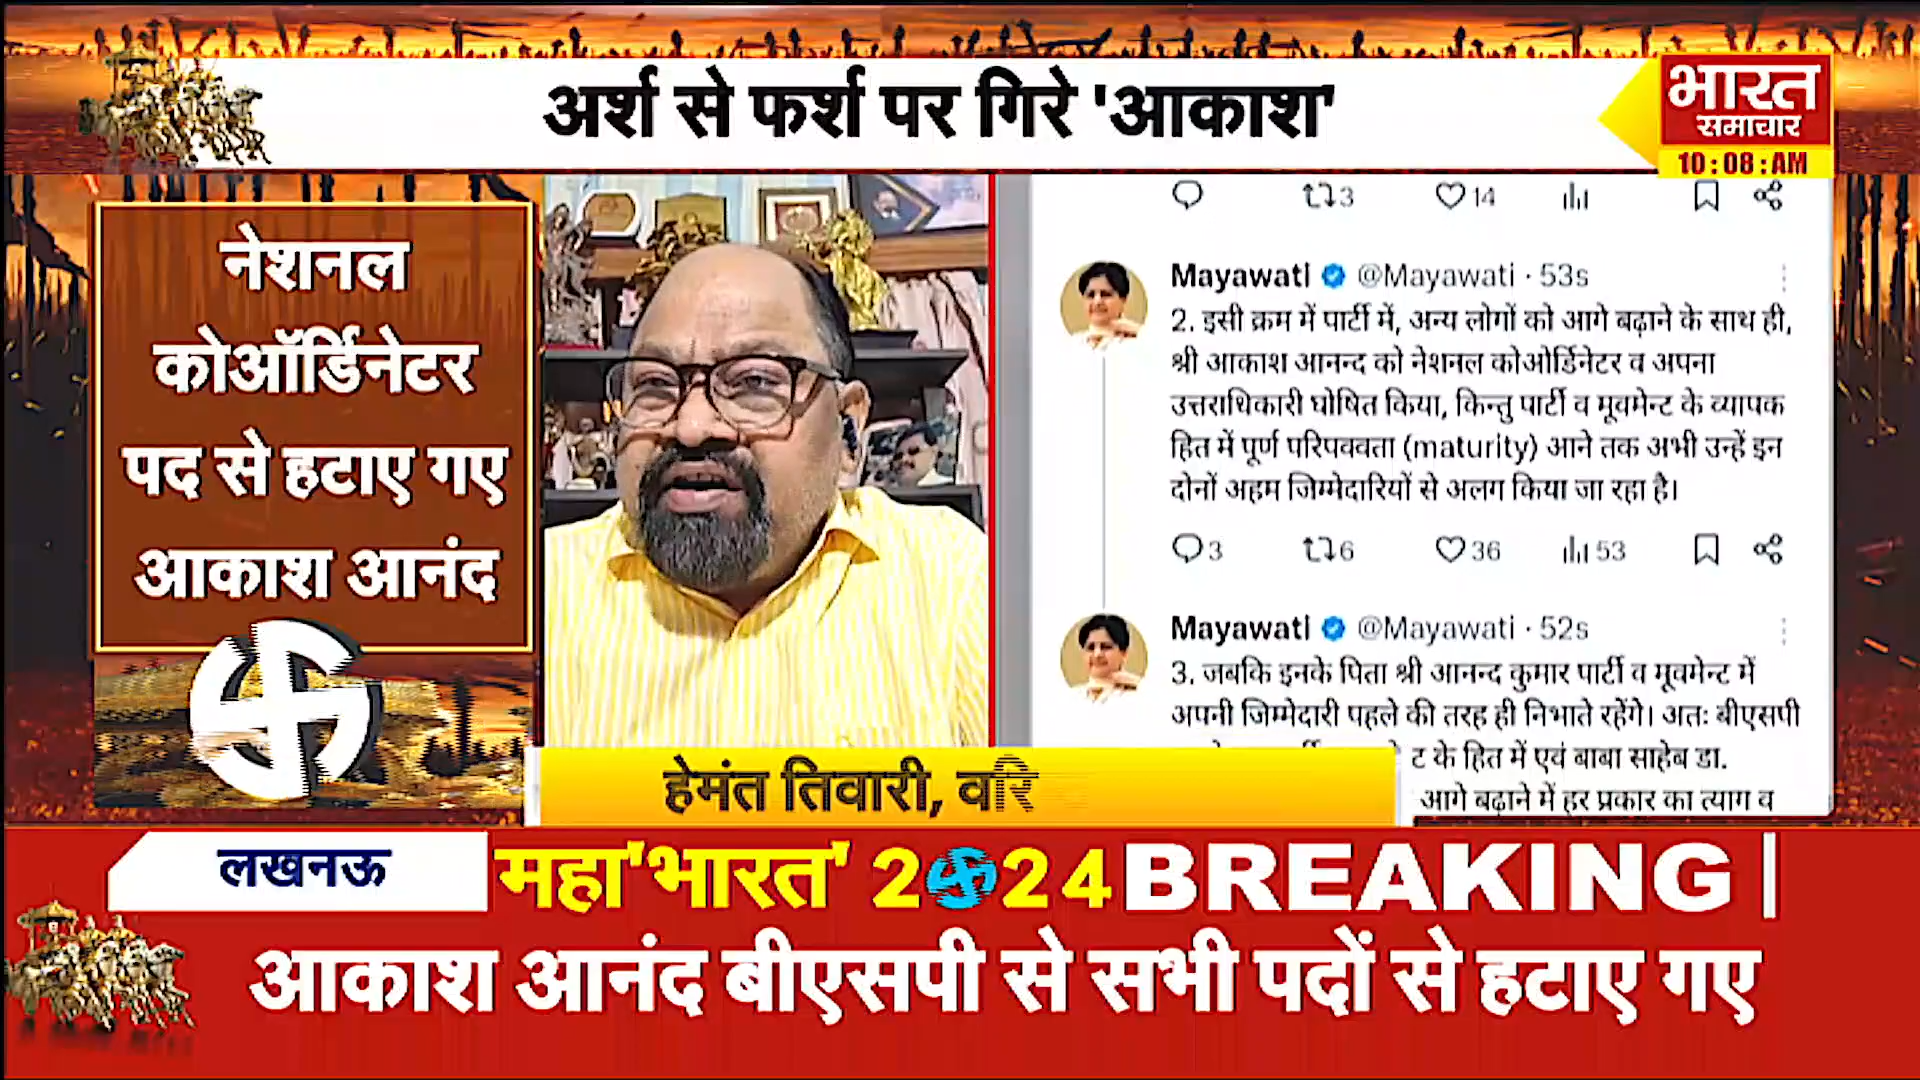 अर्श से फर्श पर गिरे 'आकाश'
भारत
समाचार
10:08:AM
नेशनल
कोऑर्डिनेटर
पद से हटाए गए
आकाश आनंद
3 14
Mayawati @Mayawati · 53s
2. इसी क्रम में पार्टी में, अन्य लोगों को आगे बढ़ाने के साथ ही,
श्री आकाश आनन्द को नेशनल कोओर्डिनेटर व अपना
उत्तराधिकारी घोषित किया, किन्तु पार्टी व मूवमेन्ट के व्यापक
हित में पूर्ण परिपक्वता (maturity) आने तक अभी उन्हें इन
दोनों अहम जिम्मेदारियों से अलग किया जा रहा है।
3 6 36 53
Mayawati @Mayawati · 52s
3. जबकि इनके पिता श्री आनन्द कुमार पार्टी व मूवमेन्ट में
अपनी जिम्मेदारी पहले की तरह ही निभाते रहेंगे। अतः बीएसपी
के हित में एवं बाबा साहेब डा.
आगे बढ़ाने में हर प्रकार का त्याग व
हेमंत तिवारी, वरि
लखनऊ
महा'भारत' 2024 BREAKING
आकाश आनंद बीएसपी से सभी पदों से हटाए गए